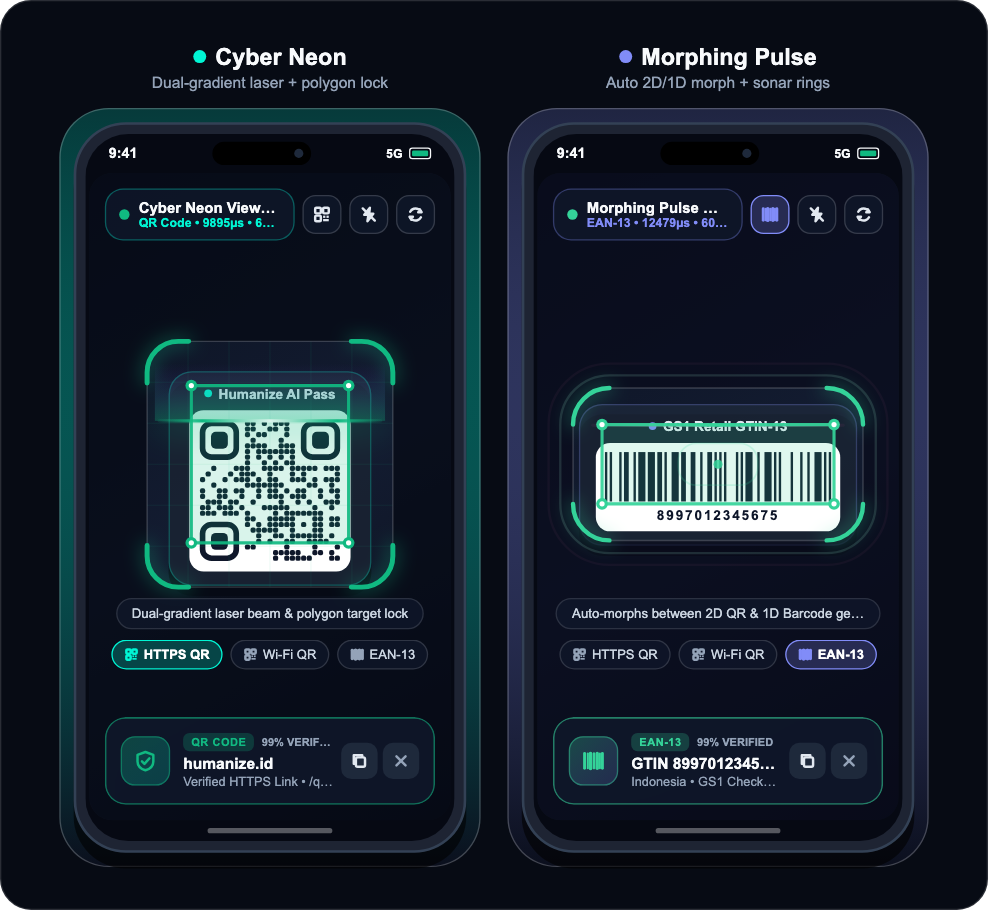 Cyber Neon
Dual-gradient laser + polygon lock
9:41
5G
Cyber Neon View...
QR Code • 9895µs • 6...
Humanize AI Pass
Dual-gradient laser beam & polygon target lock
HTTPS QR
Wi-Fi QR
EAN-13
QR CODE 99% VERIF...
humanize.id
Verified HTTPS Link • /q...
Morphing Pulse
Auto 2D/1D morph + sonar rings
9:41
5G
Morphing Pulse ...
EAN-13 • 12479µs • 60...
GS1 Retail GTIN-13
8997012345675
Auto-morphs between 2D QR & 1D Barcode ge...
HTTPS QR
Wi-Fi QR
EAN-13
EAN-13 99% VERIFIED
GTIN 8997012345...
Indonesia • GS1 Check...